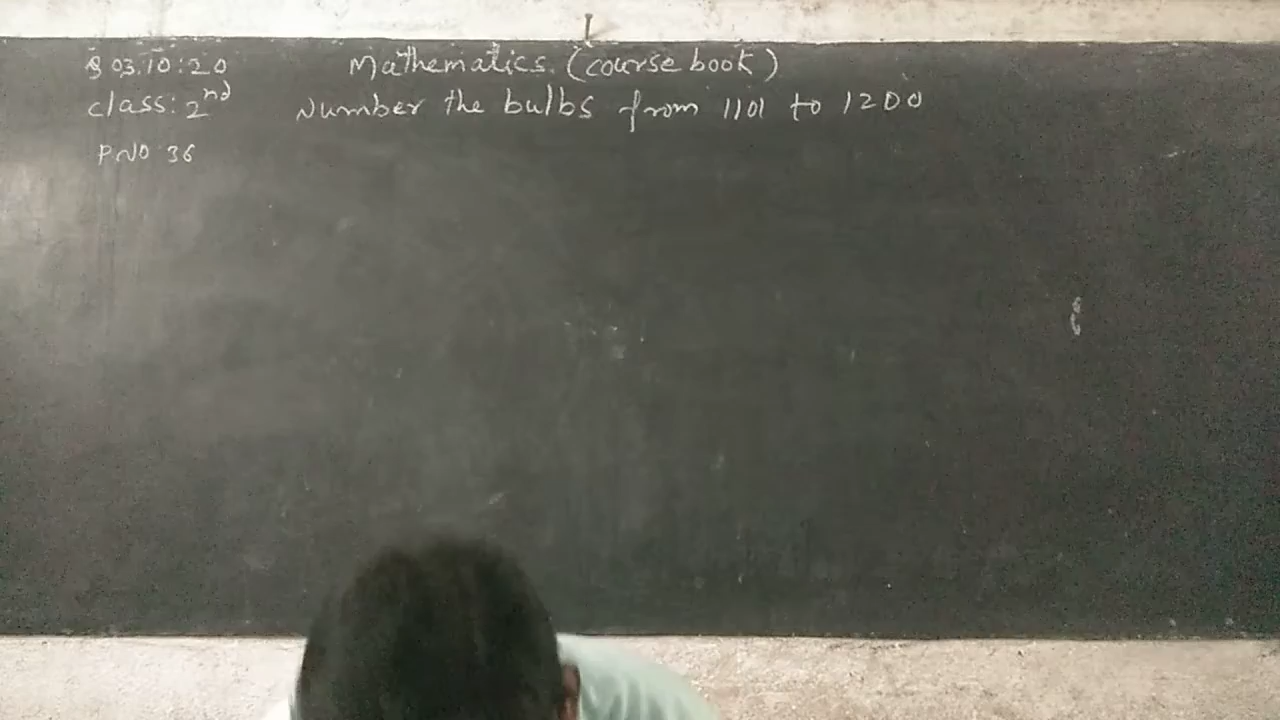 03.10:20 Mathematics. (course book)
class: 2nd Number the bulbs from 1101 to 1200
P.NO 36